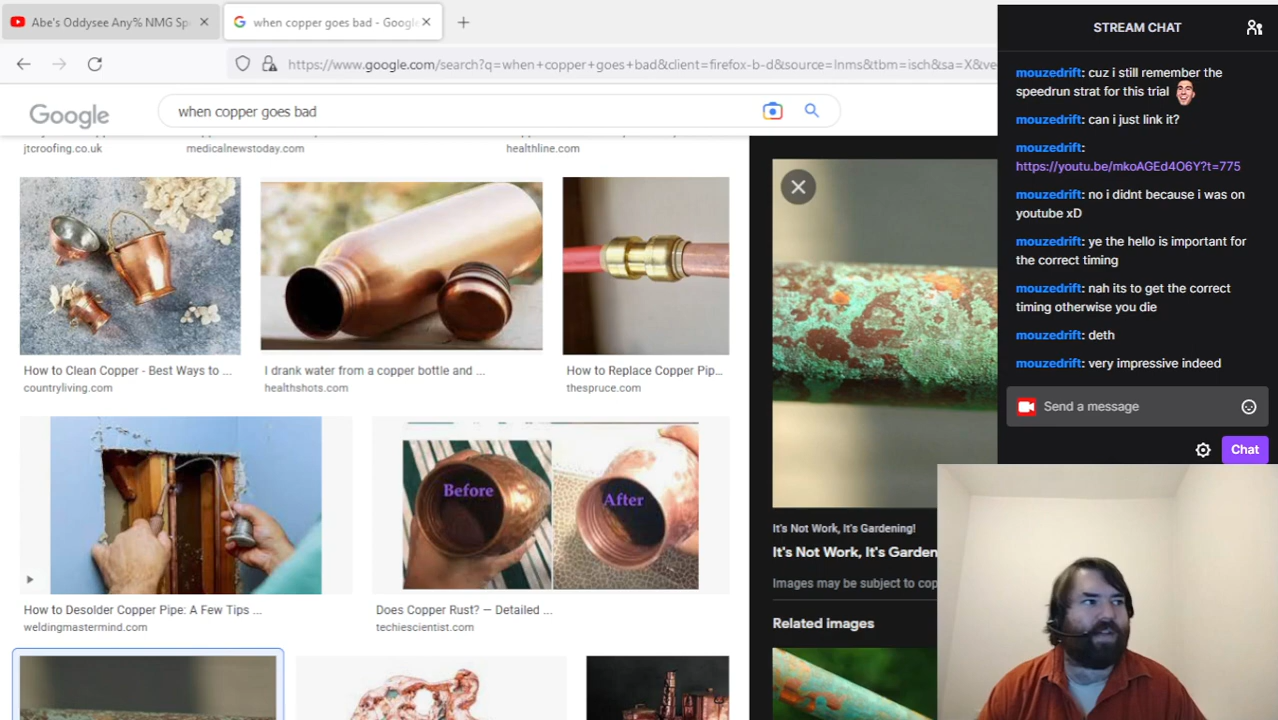 Abe's Oddysee Any% NMG Sp
when copper goes bad - Google
https://www.google.com/search?q=when+copper+goes+bad&client=firefox-b-d&source=lnms&tbm=isch&sa=X&ve
Google
when copper goes bad
jtcroofing.co.uk
medicalnewstoday.com
healthline.com
How to Clean Copper - Best Ways to ...
countryliving.com
I drank water from a copper bottle and ...
healthshots.com
How to Replace Copper Pip...
thespruce.com
How to Desolder Copper Pipe: A Few Tips ...
weldingmastermind.com
Before
After
Does Copper Rust? — Detailed ...
techiescientist.com
It's Not Work, It's Gardening!
It's Not Work, It's Garden
Images may be subject to cop
Related images
STREAM CHAT
mouzedrift: cuz i still remember the
speedrun strat for this trial
mouzedrift: can i just link it?
mouzedrift:
https://youtu.be/mkoAGEd4O6Y?t=775
mouzedrift: no i didnt because i was on
youtube xD
mouzedrift: ye the hello is important for
the correct timing
mouzedrift: nah its to get the correct
timing otherwise you die
mouzedrift: deth
mouzedrift: very impressive indeed
Send a message
Chat